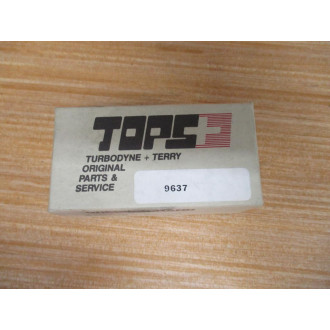 TOPS+
TURBODYNE + TERRY
ORIGINAL
PARTS &
SERVICE
9637